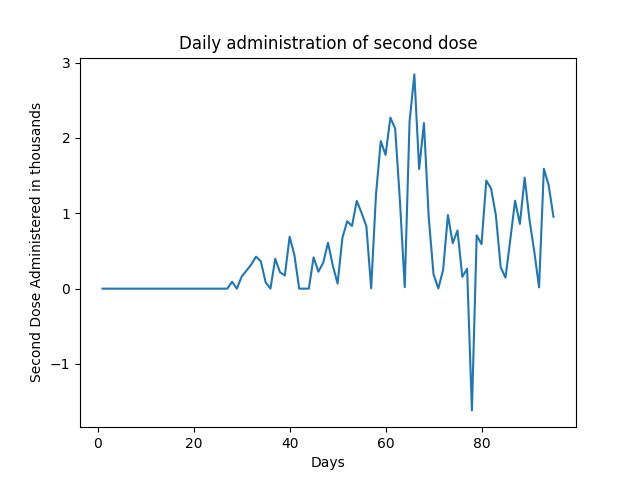 Daily administration of second dose
3
2
1
0
−1
Second Dose Administered in thousands
0 20 40 60 80
Days